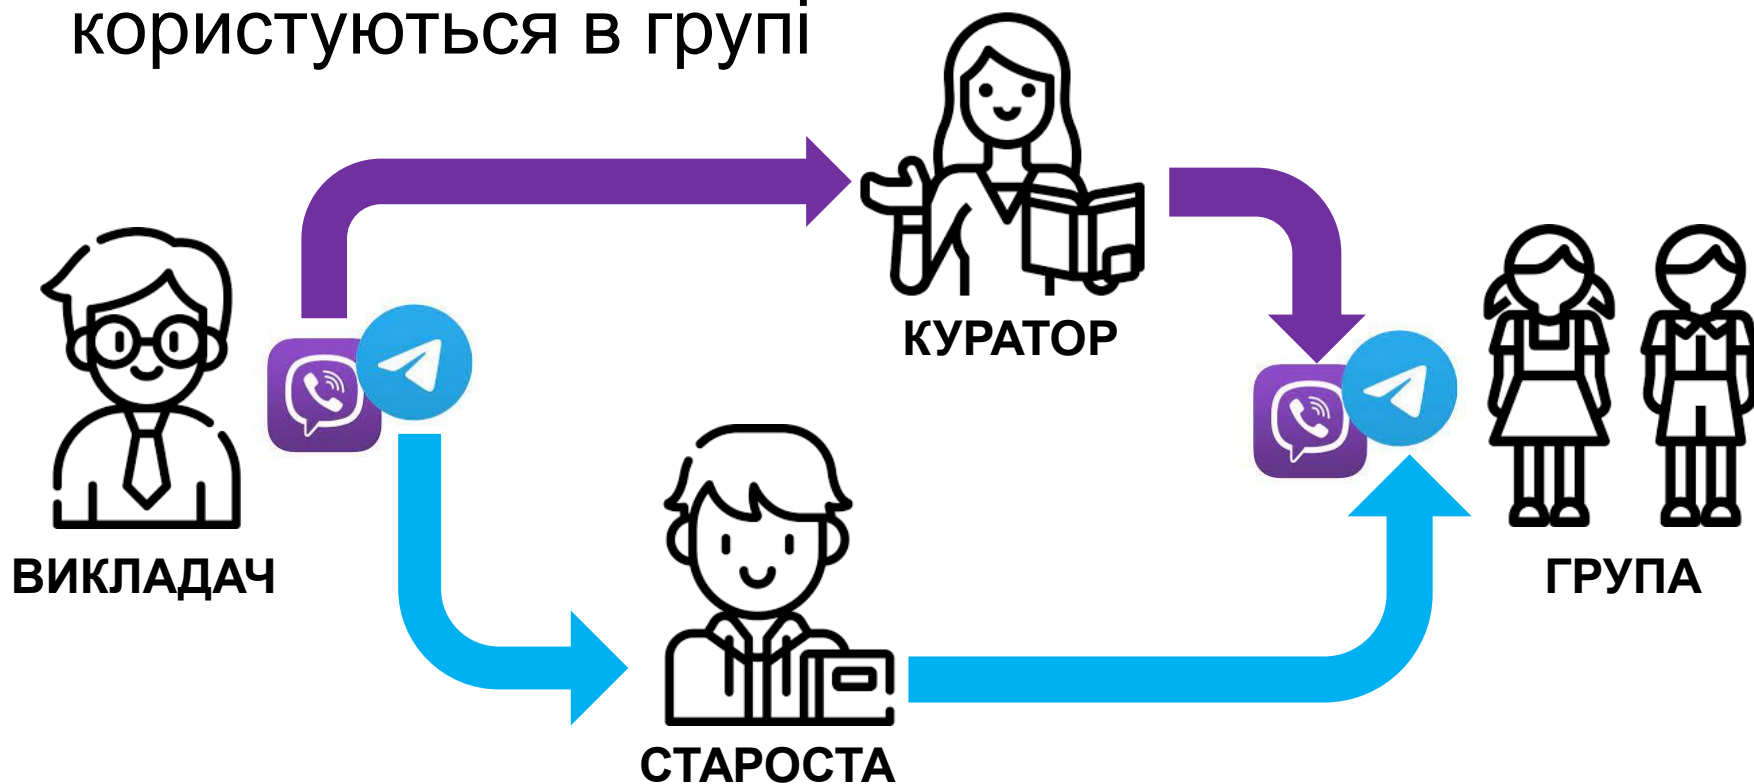 користуються в групі
КУРАТОР
ВИКЛАДАЧ
ГРУПА
СТАРОСТА